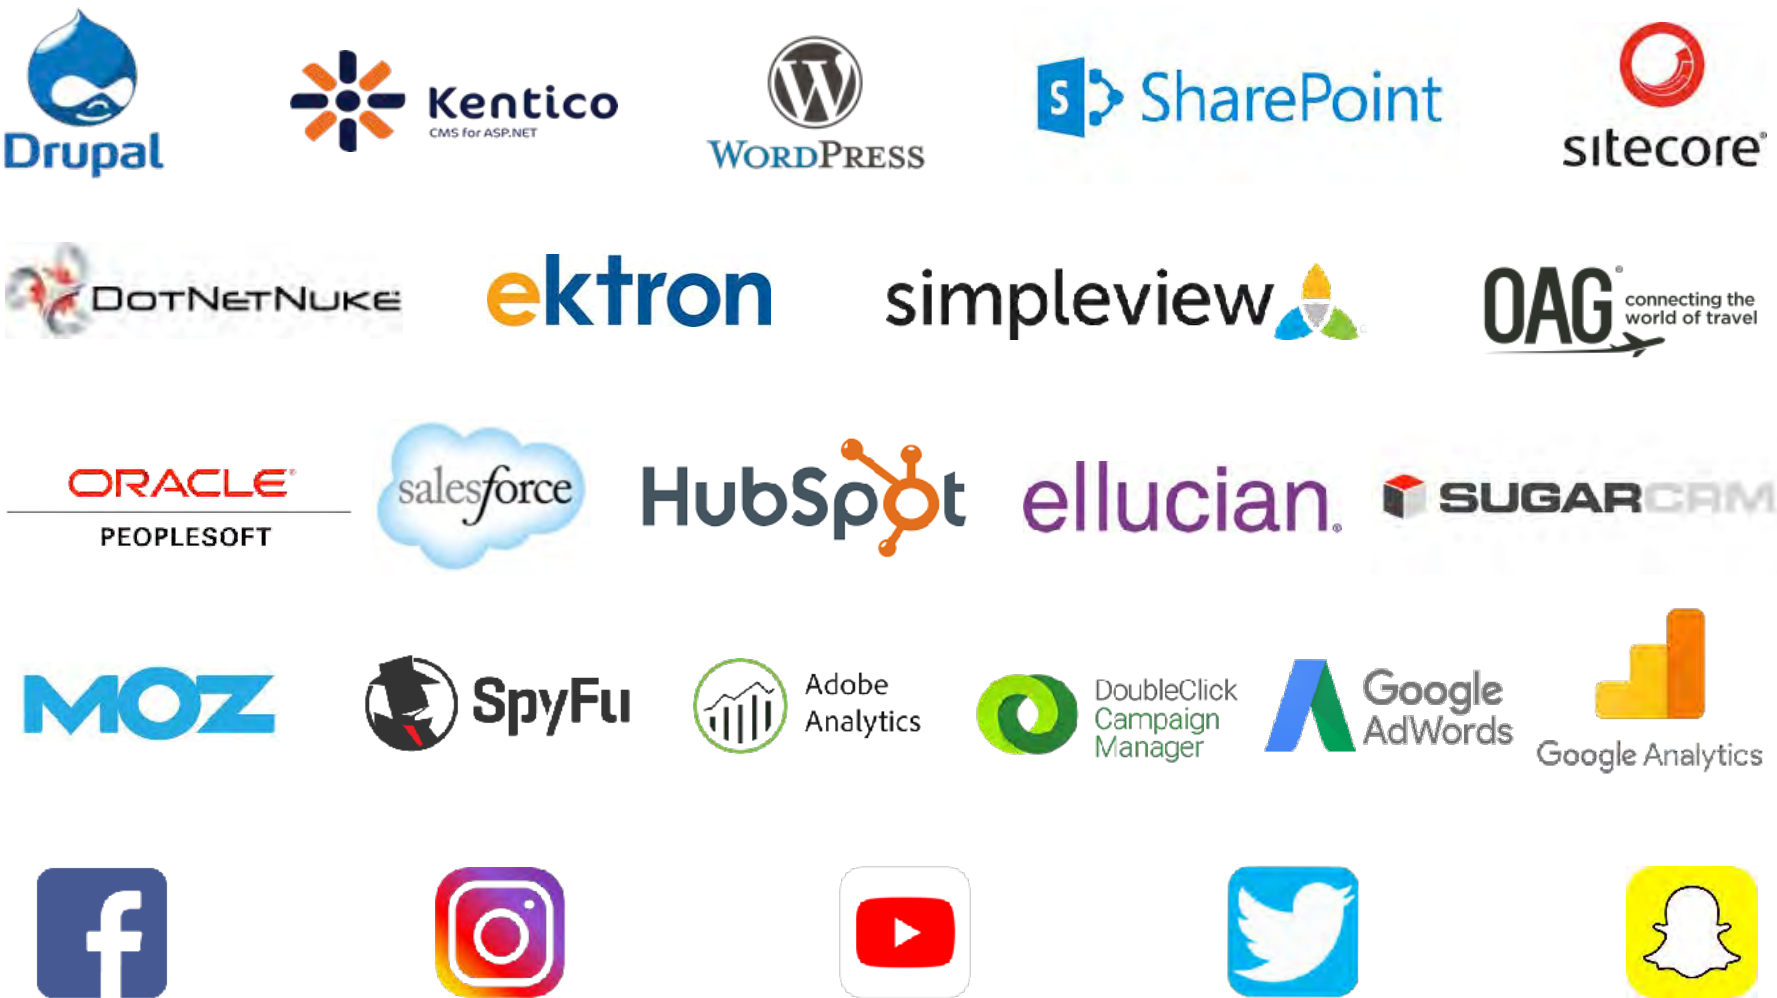 Drupal
Kentico
CMS for ASP.NET
W
WORDPRESS
S SharePoint
sitecore®
DOTNETNUKE™
ektron
simpleview
OAG®
connecting the
world of travel
ORACLE®
PEOPLESOFT
salesforce
HubSpot
ellucian®
SUGARCRM
MOZ
SpyFu
Adobe
Analytics
DoubleClick
Campaign
Manager
Google
AdWords
Google Analytics
f